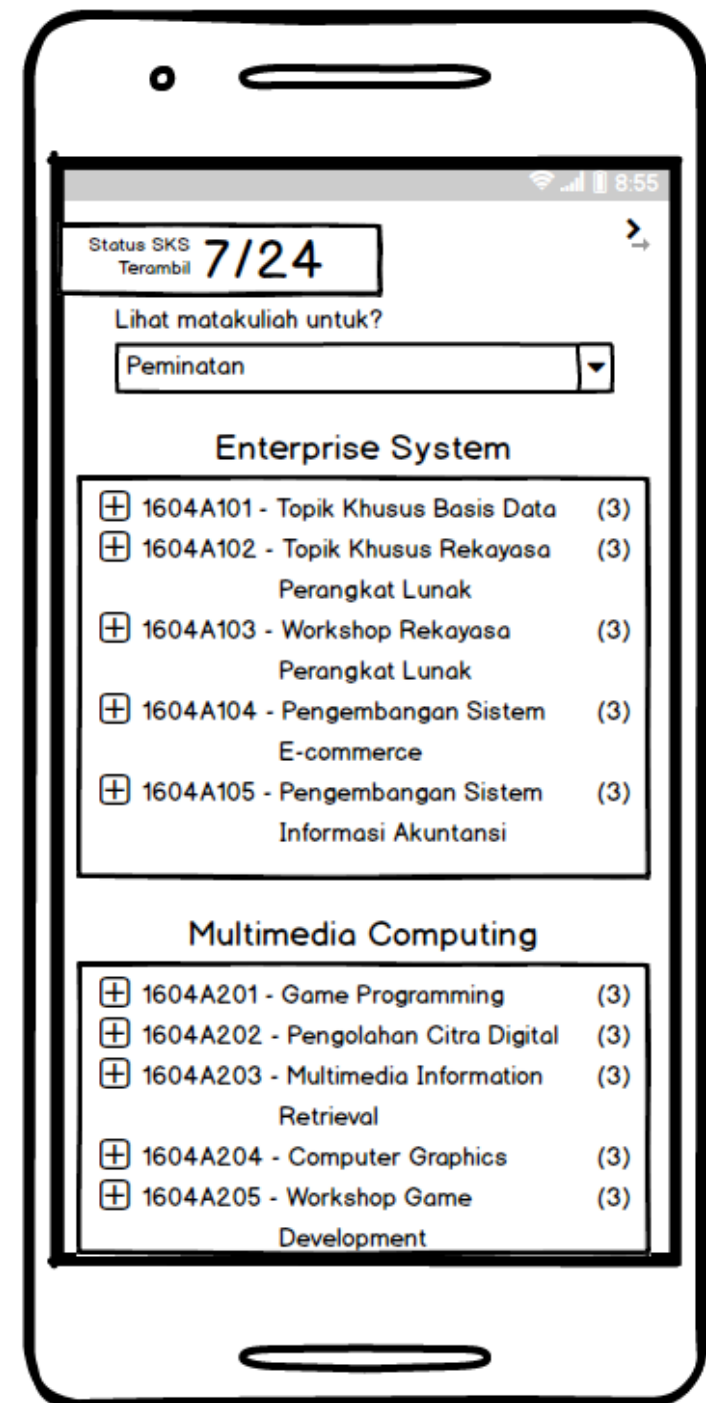 8:55
Status SKS
Terambil 7/24
Lihat matakuliah untuk?
Peminatan
Enterprise System
1604A101 - Topik Khusus Basis Data (3)
1604A102 - Topik Khusus Rekayasa (3)
Perangkat Lunak
1604A103 - Workshop Rekayasa (3)
Perangkat Lunak
1604A104 - Pengembangan Sistem (3)
E-commerce
1604A105 - Pengembangan Sistem (3)
Informasi Akuntansi
Multimedia Computing
1604A201 - Game Programming (3)
1604A202 - Pengolahan Citra Digital (3)
1604A203 - Multimedia Information (3)
Retrieval
1604A204 - Computer Graphics (3)
1604A205 - Workshop Game (3)
Development